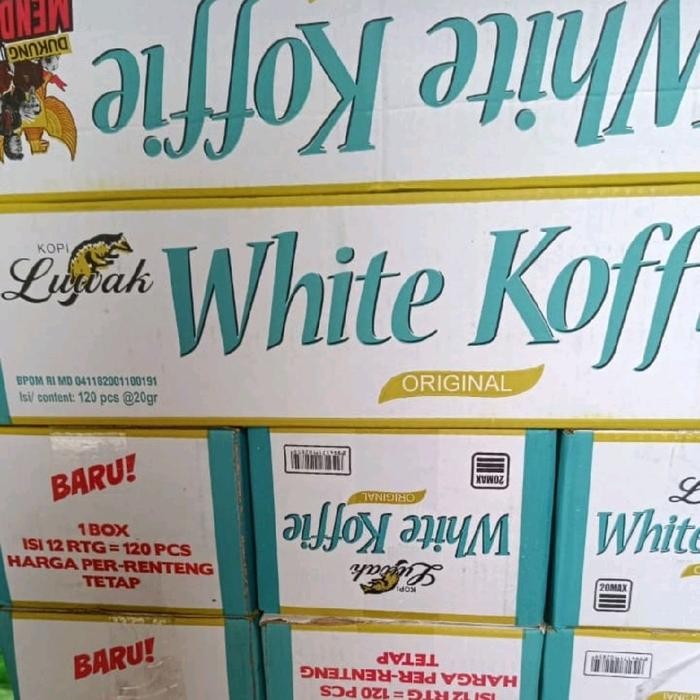 DUKUNG
White Koffie
KOPI
Luwak
White Koff
ORIGINAL
BPOM RI MD 041182001100191
Isi/ content: 120 pcs @20gr
BARU!
1 BOX
ISI 12 RTG = 120 PCS
HARGA PER-RENTENG
TETAP
KOPI
Luwak
White Koffie
ORIGINAL
20MAX
White
20MAX
BARU!
ISI 12 RTG = 120 PCS
HARGA PER-RENTENG
TETAP